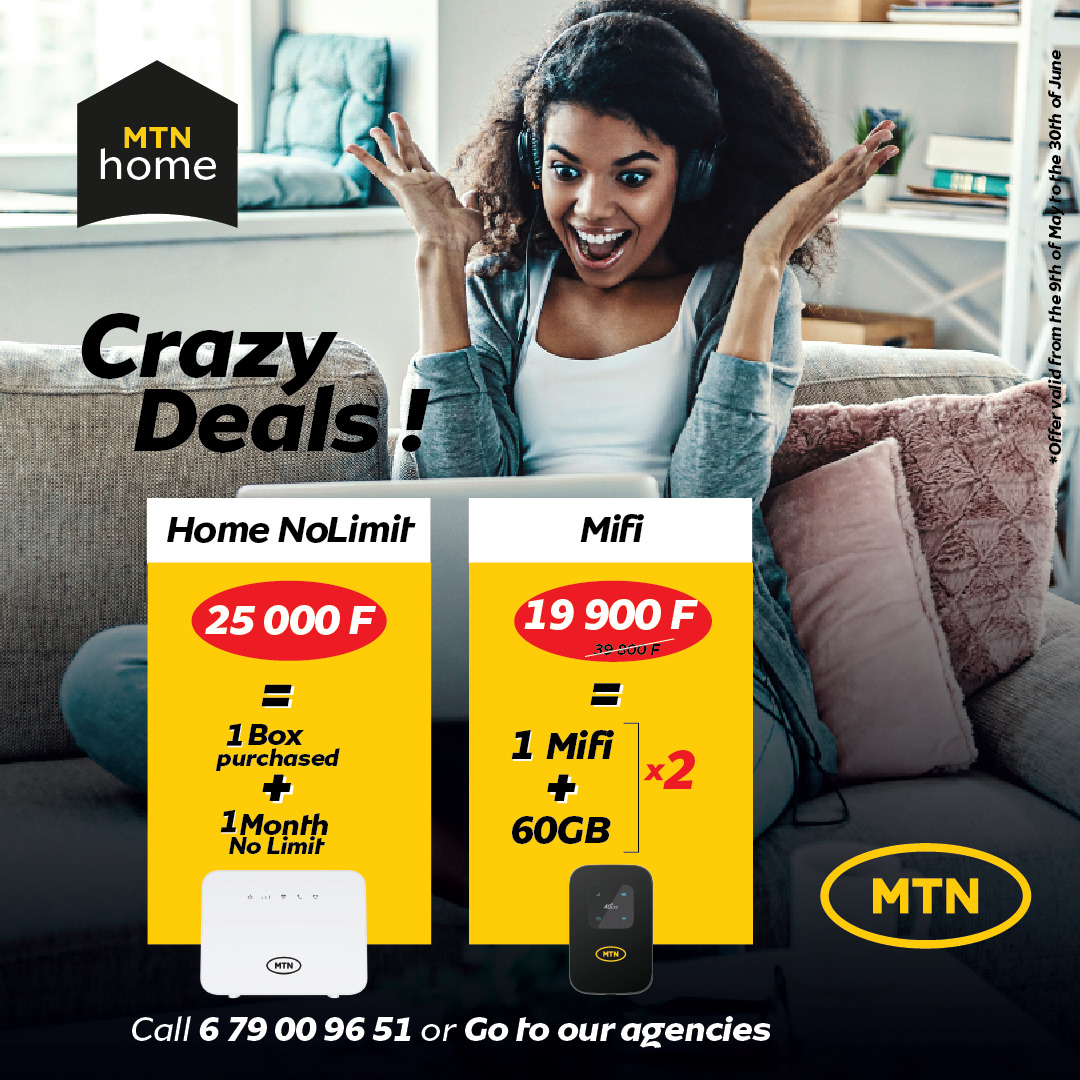 MTN
home
*Offer valid from the 9th of May to the 30th of June
Crazy
Deals !
Home NoLimit
25 000 F
=
1 Box
purchased
+
1 Month
No Limit
MTN
Mifi
19 900 F
39 800 F
=
1 Mifi
+
60GB
x2
MTN
MTN
Call 6 79 00 96 51 or Go to our agencies